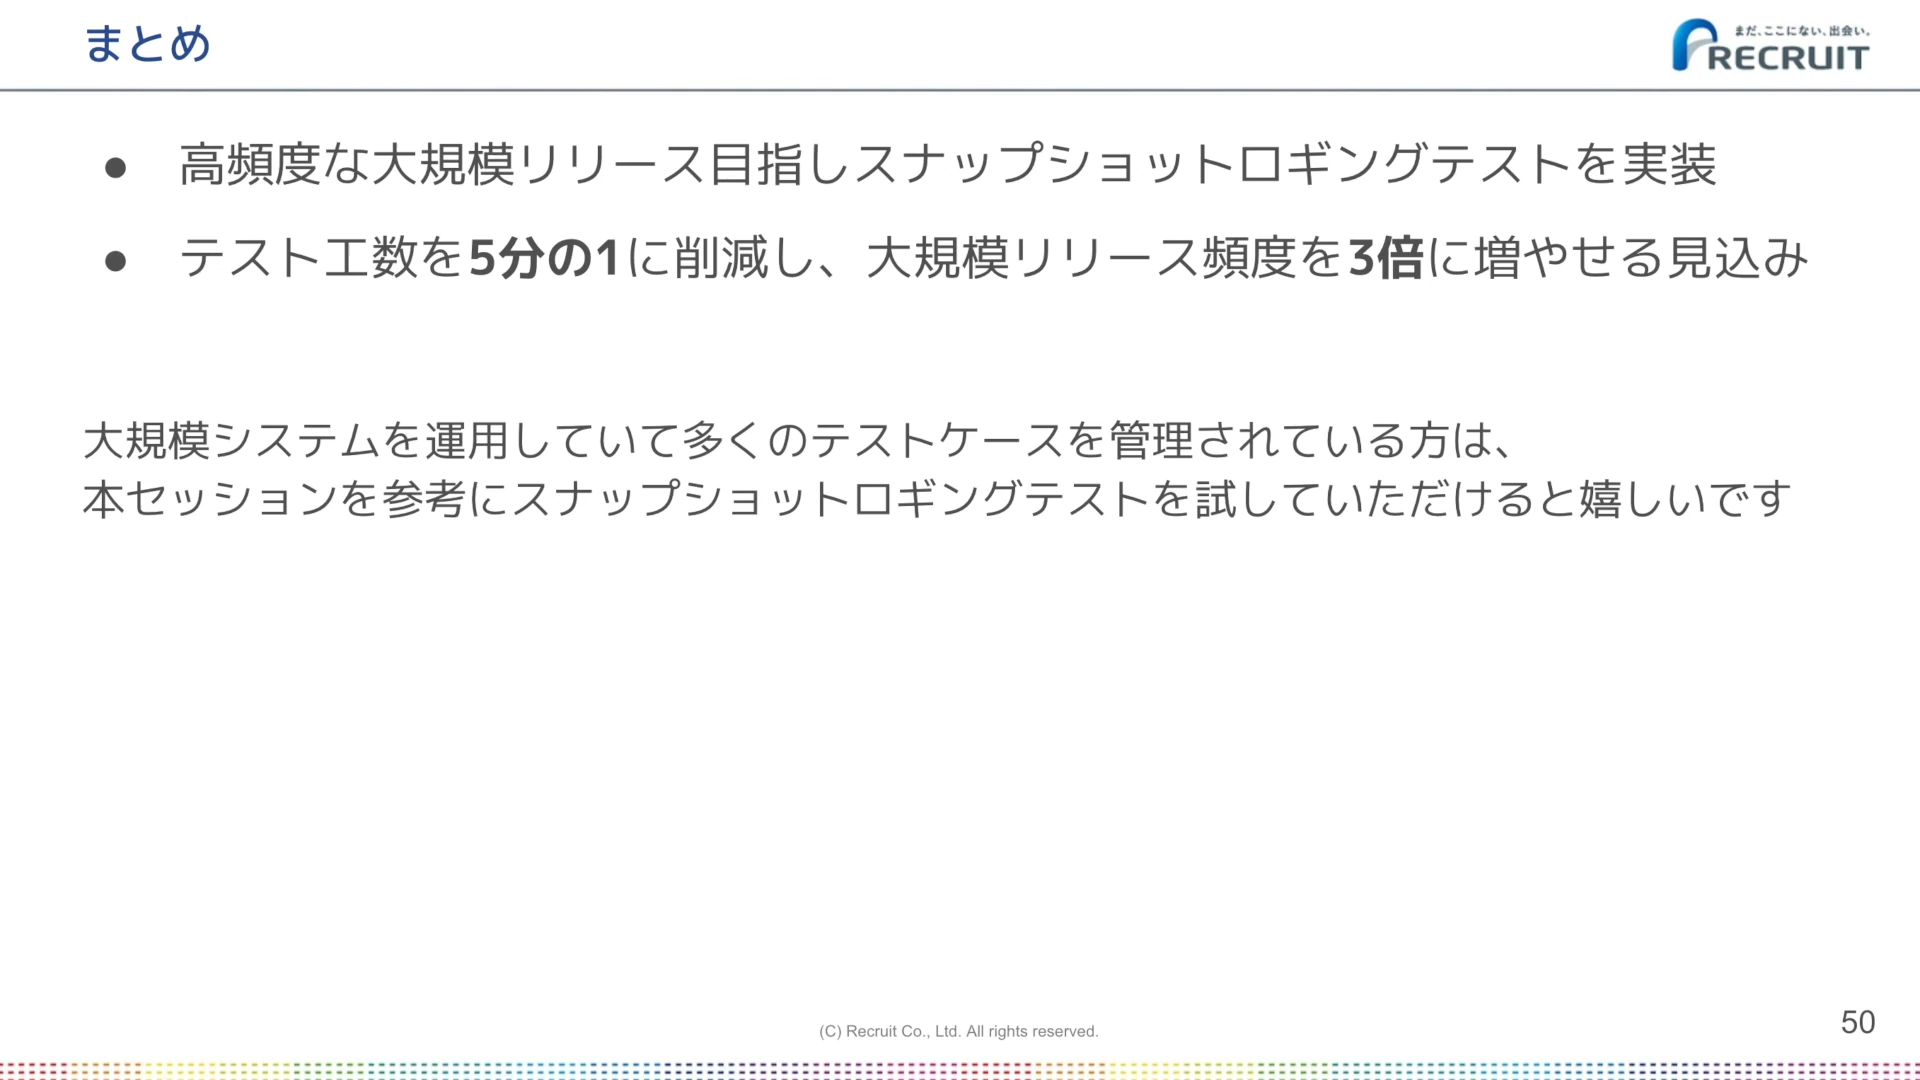 まとめ
まだ、ここにない、出会い。
RECRUIT
● 高頻度な大規模リリース目指しスナップショットロギングテストを実装
● テスト工数を5分の1に削減し、大規模リリース頻度を3倍に増やせる見込み
大規模システムを運用していて多くのテストケースを管理されている方は、
本セッションを参考にスナップショットロギングテストを試していただけると嬉しいです
(C) Recruit Co., Ltd. All rights reserved.
50